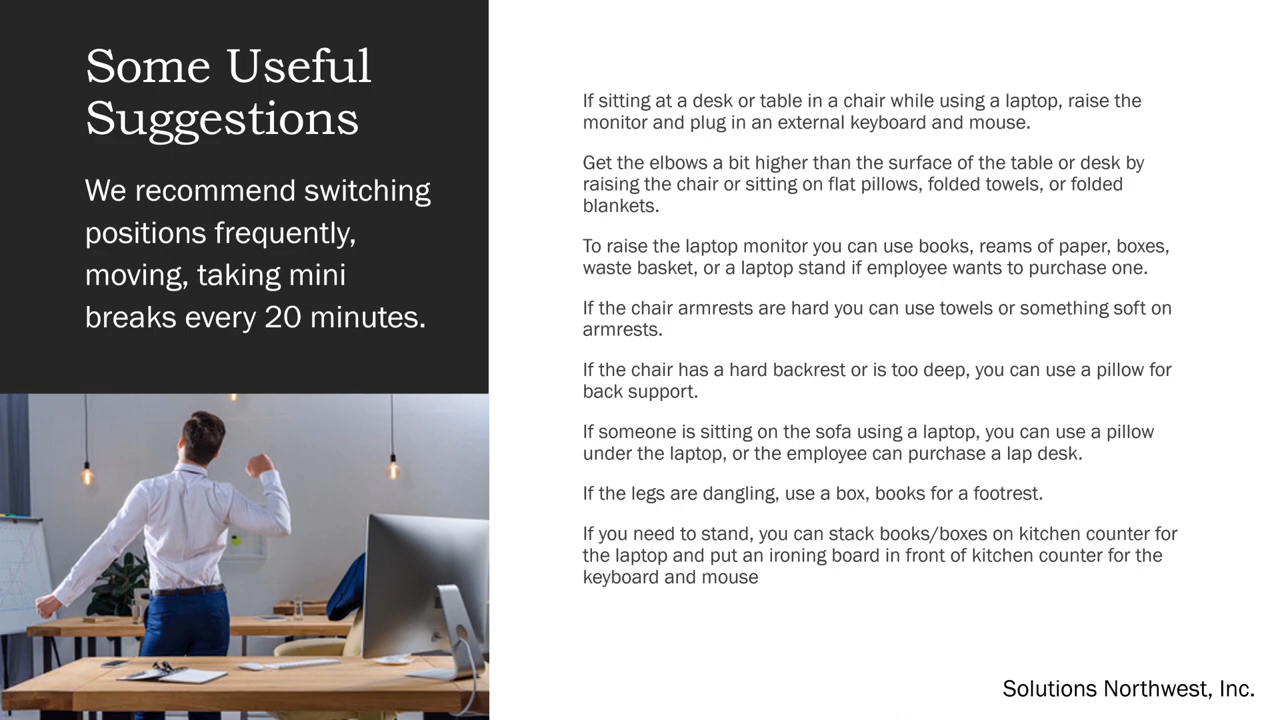 Some Useful
Suggestions
We recommend switching
positions frequently,
moving, taking mini
breaks every 20 minutes.
If sitting at a desk or table in a chair while using a laptop, raise the
monitor and plug in an external keyboard and mouse.
Get the elbows a bit higher than the surface of the table or desk by
raising the chair or sitting on flat pillows, folded towels, or folded
blankets.
To raise the laptop monitor you can use books, reams of paper, boxes,
waste basket, or a laptop stand if employee wants to purchase one.
If the chair armrests are hard you can use towels or something soft on
armrests.
If the chair has a hard backrest or is too deep, you can use a pillow for
back support.
If someone is sitting on the sofa using a laptop, you can use a pillow
under the laptop, or the employee can purchase a lap desk.
If the legs are dangling, use a box, books for a footrest.
If you need to stand, you can stack books/boxes on kitchen counter for
the laptop and put an ironing board in front of kitchen counter for the
keyboard and mouse
Solutions Northwest, Inc.